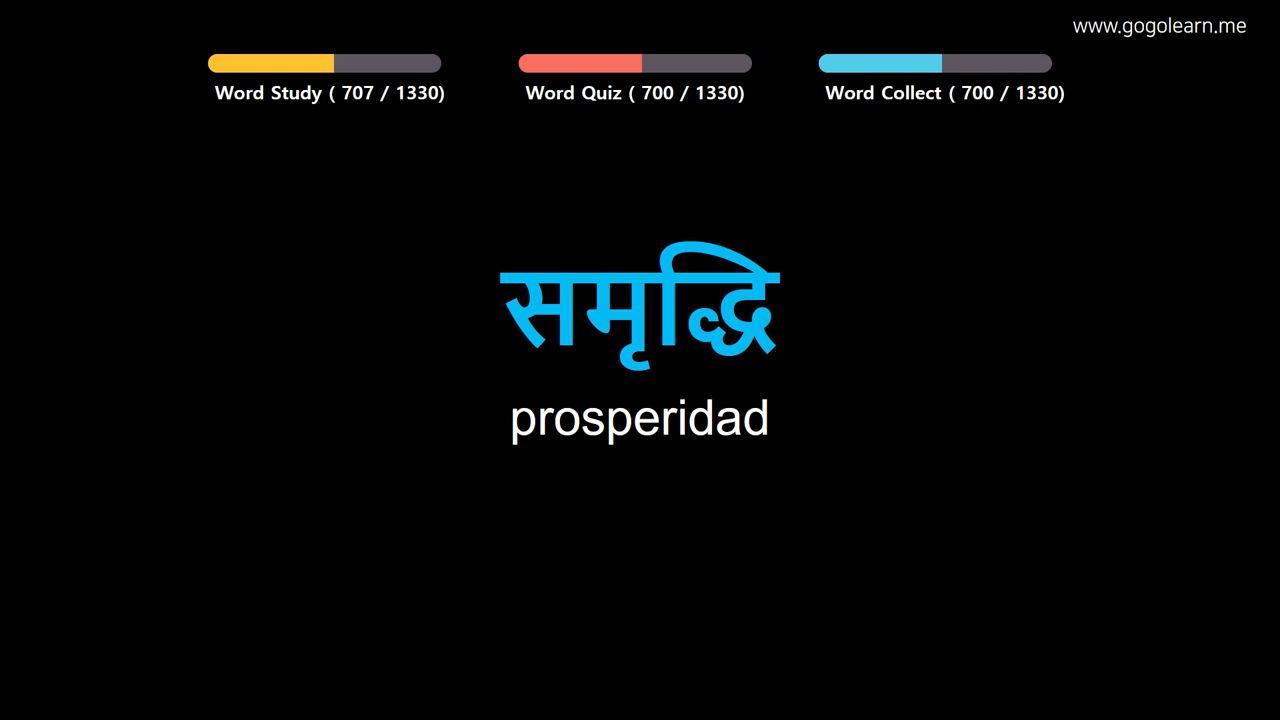 www.gogolearn.me
Word Study ( 707 / 1330)
Word Quiz ( 700 / 1330)
Word Collect ( 700 / 1330)
समृद्धि
prosperidad